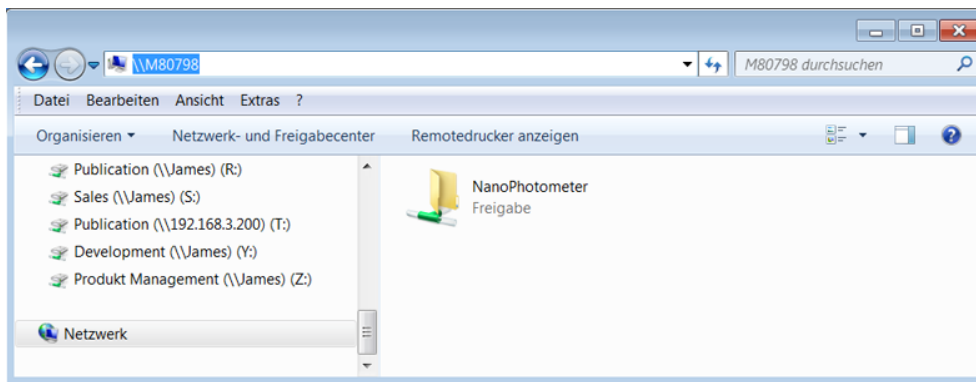 \\M80798
M80798 durchsuchen
Datei Bearbeiten Ansicht Extras ?
Organisieren Netzwerk- und Freigabecenter Remotedrucker anzeigen
Publication (\\James) (R:)
Sales (\\James) (S:)
Publication (\\192.168.3.200) (T:)
Development (\\James) (Y:)
Produkt Management (\\James) (Z:)
Netzwerk
NanoPhotometer
Freigabe